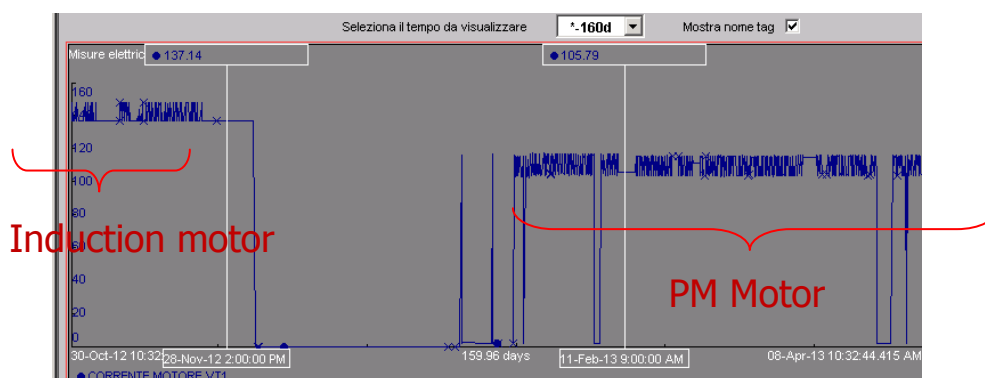 Seleziona il tempo da visualizzare *-160d Mostra nome tag
Misure elettric 137.14 105.79
160
120
100
80
60
40
20
0
Induction motor
PM Motor
30-Oct-12 10:32 28-Nov-12 2:00:00 PM 159.96 days 11-Feb-13 9:00:00 AM 08-Apr-13 10:32:44.415 AM
CORRENTE MOTORE VT1